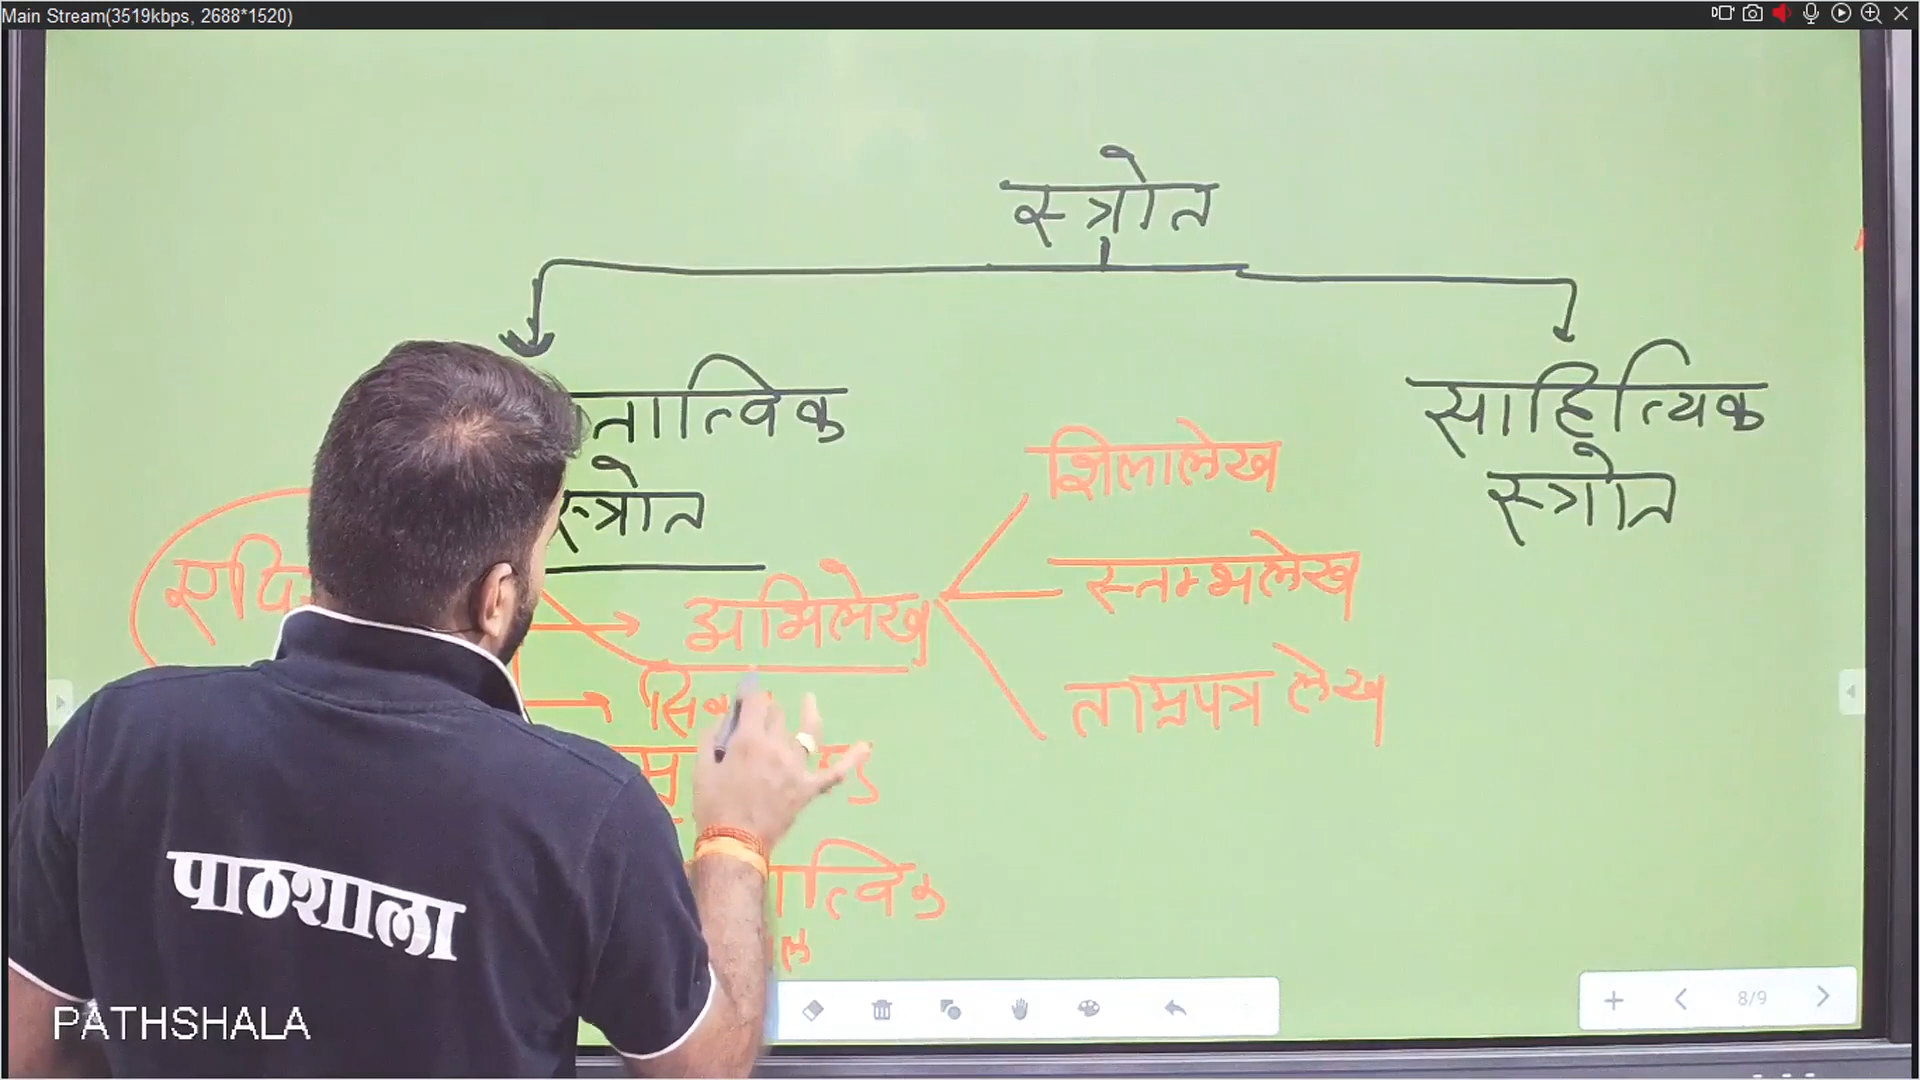 Main Stream(3519kbps, 2688*1520)
स्त्रोत
तात्विक
स्त्रोत
साहित्यिक
स्त्रोत
शिलालेख
स्तम्भलेख
ताम्रपत्र लेख
अभिलेख
पाठशाला
PATHSHALA
8/9